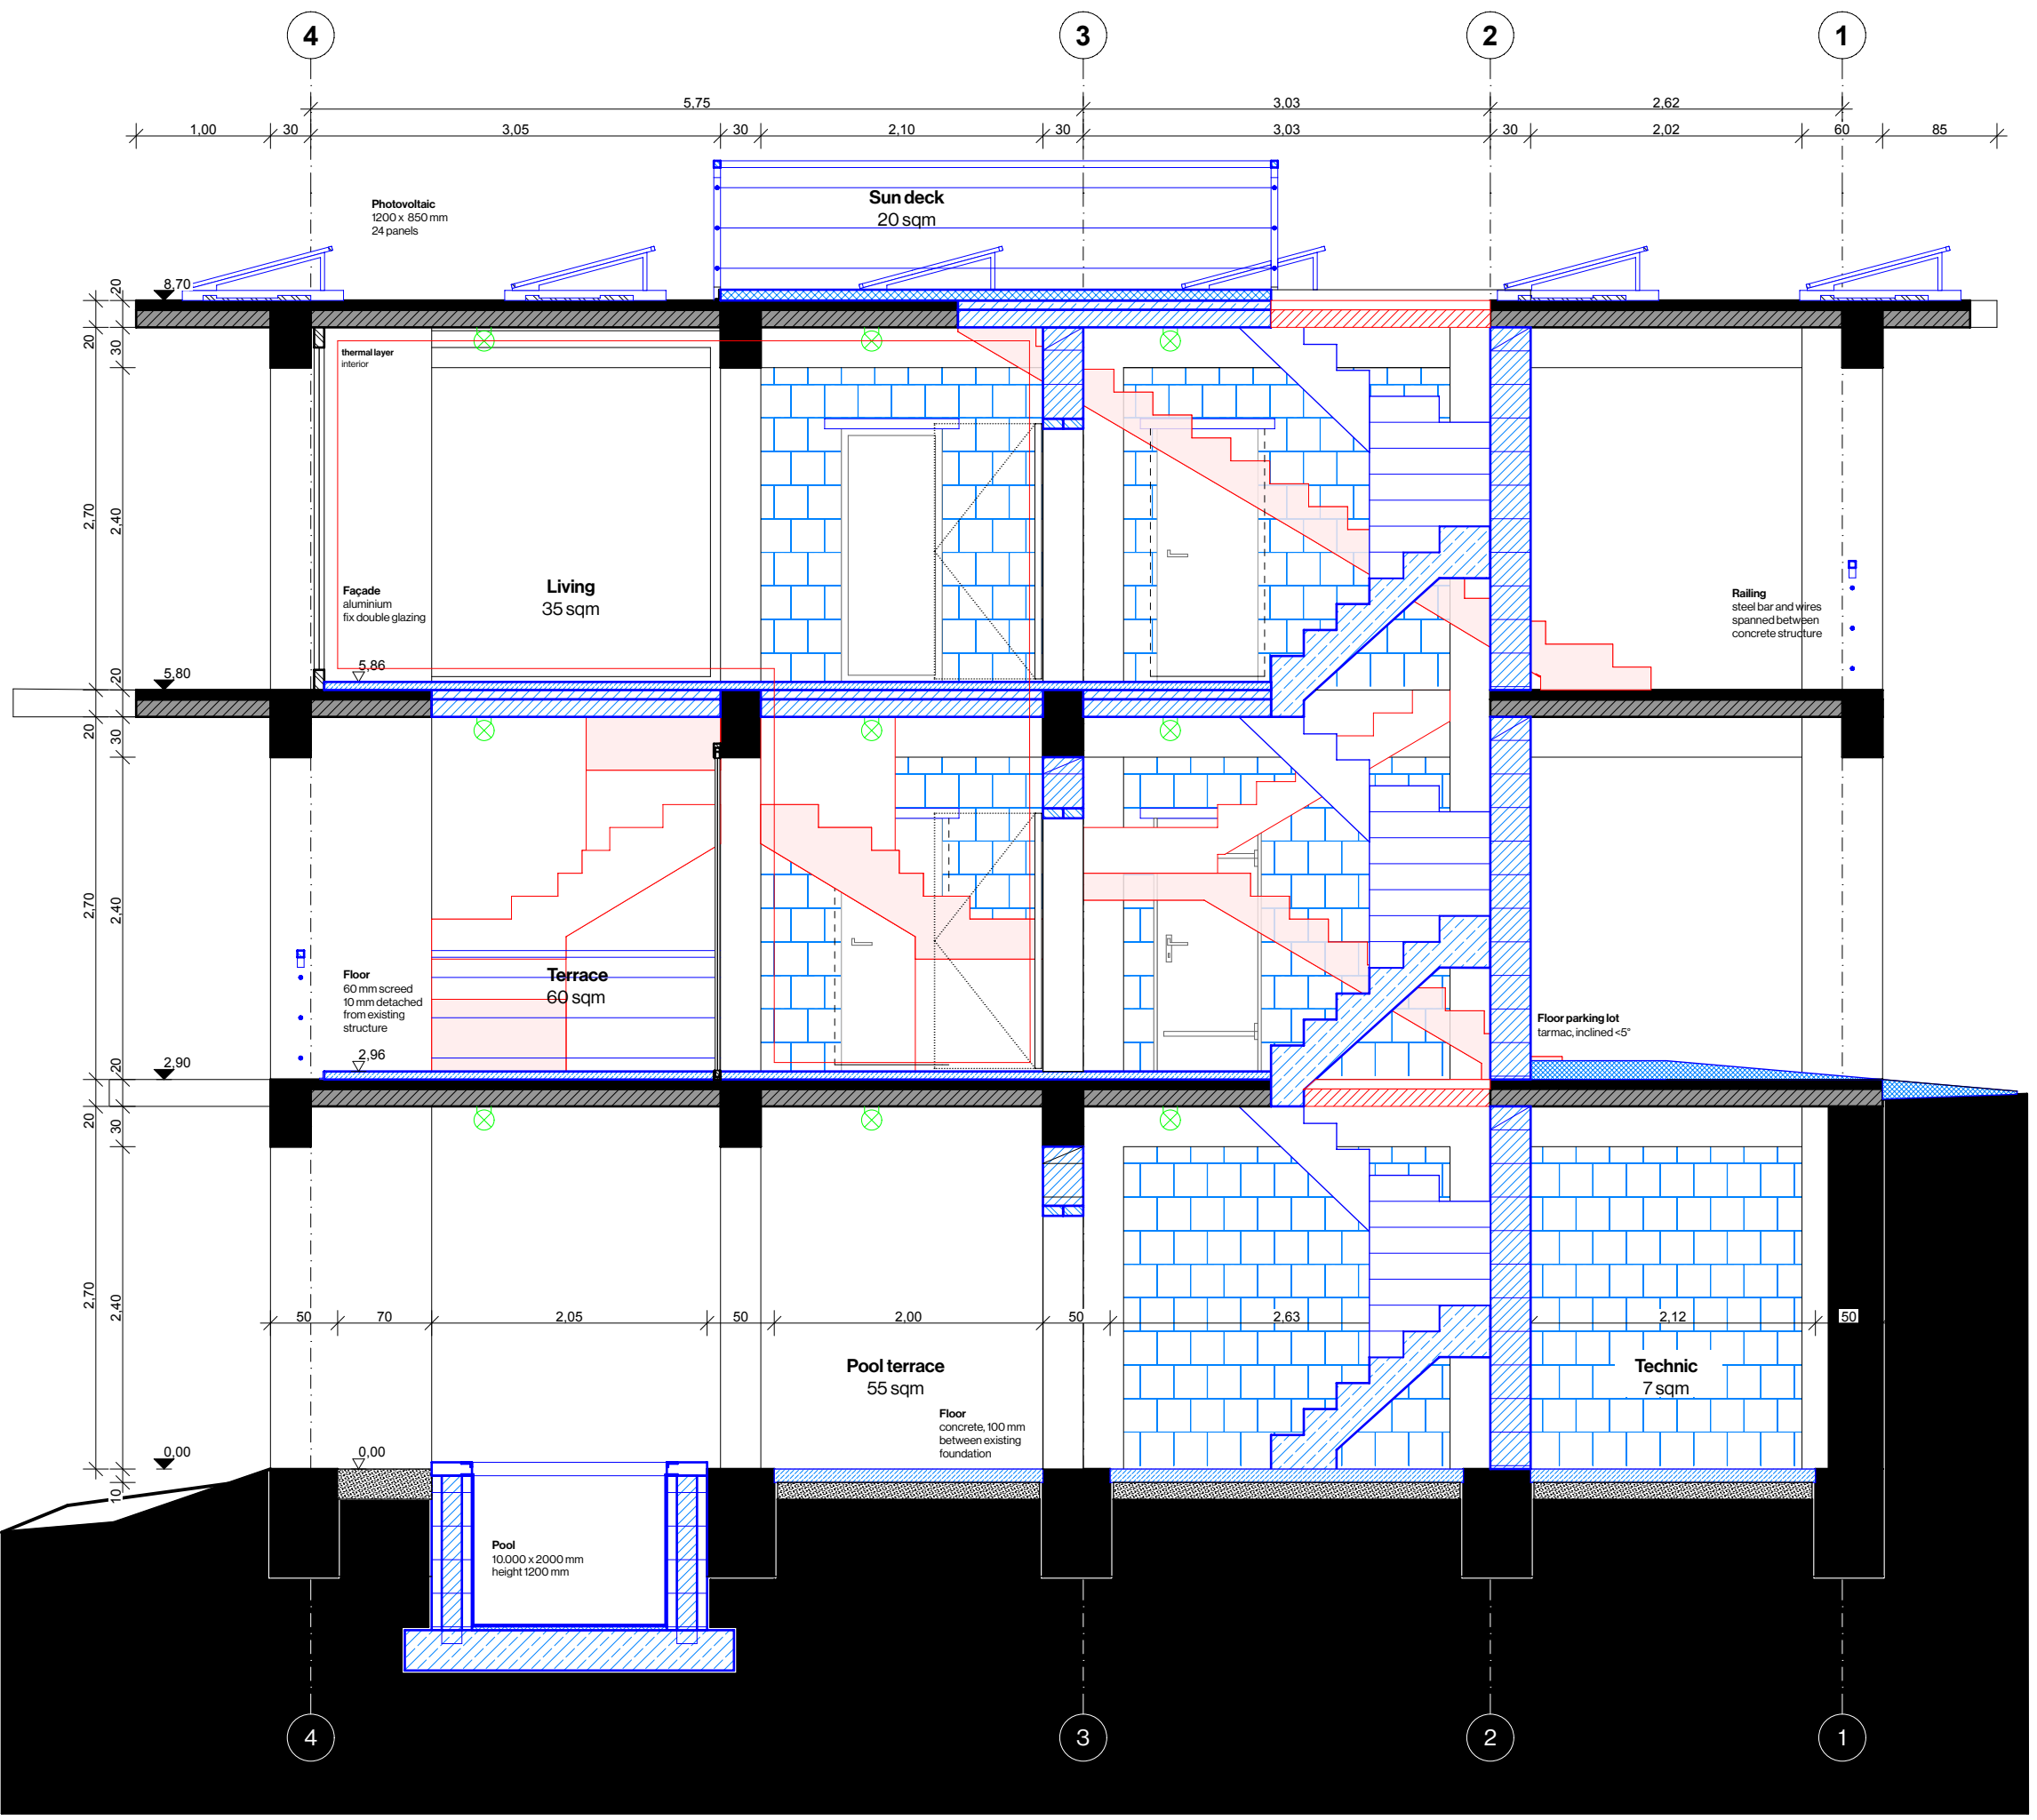 4
3
2
1
5,75
3,03
2,62
1,00
30
3,05
30
2,10
30
3,03
30
2,02
60
85
Photovoltaic
1200 x 850 mm
24 panels
Sun deck
20 sqm
8,70
20
20
30
thermal layer
interior
2,70
2,40
Façade
aluminium
fix double glazing
Living
35 sqm
Railing
steel bar and wires
spanned between
concrete structure
5,80
5,86
20
20
30
2,70
2,40
Floor
60 mm screed
10 mm detached
from existing
structure
Terrace
60 sqm
Floor parking lot
tarmac, inclined <5°
2,90
2,96
20
20
30
2,70
2,40
50
70
2,05
50
2,00
50
2,63
2,12
50
Pool terrace
55 sqm
Technic
7 sqm
Floor
concrete, 100 mm
between existing
foundation
0,00
0,00
10
Pool
10.000 x 2000 mm
height 1200 mm
4
3
2
1